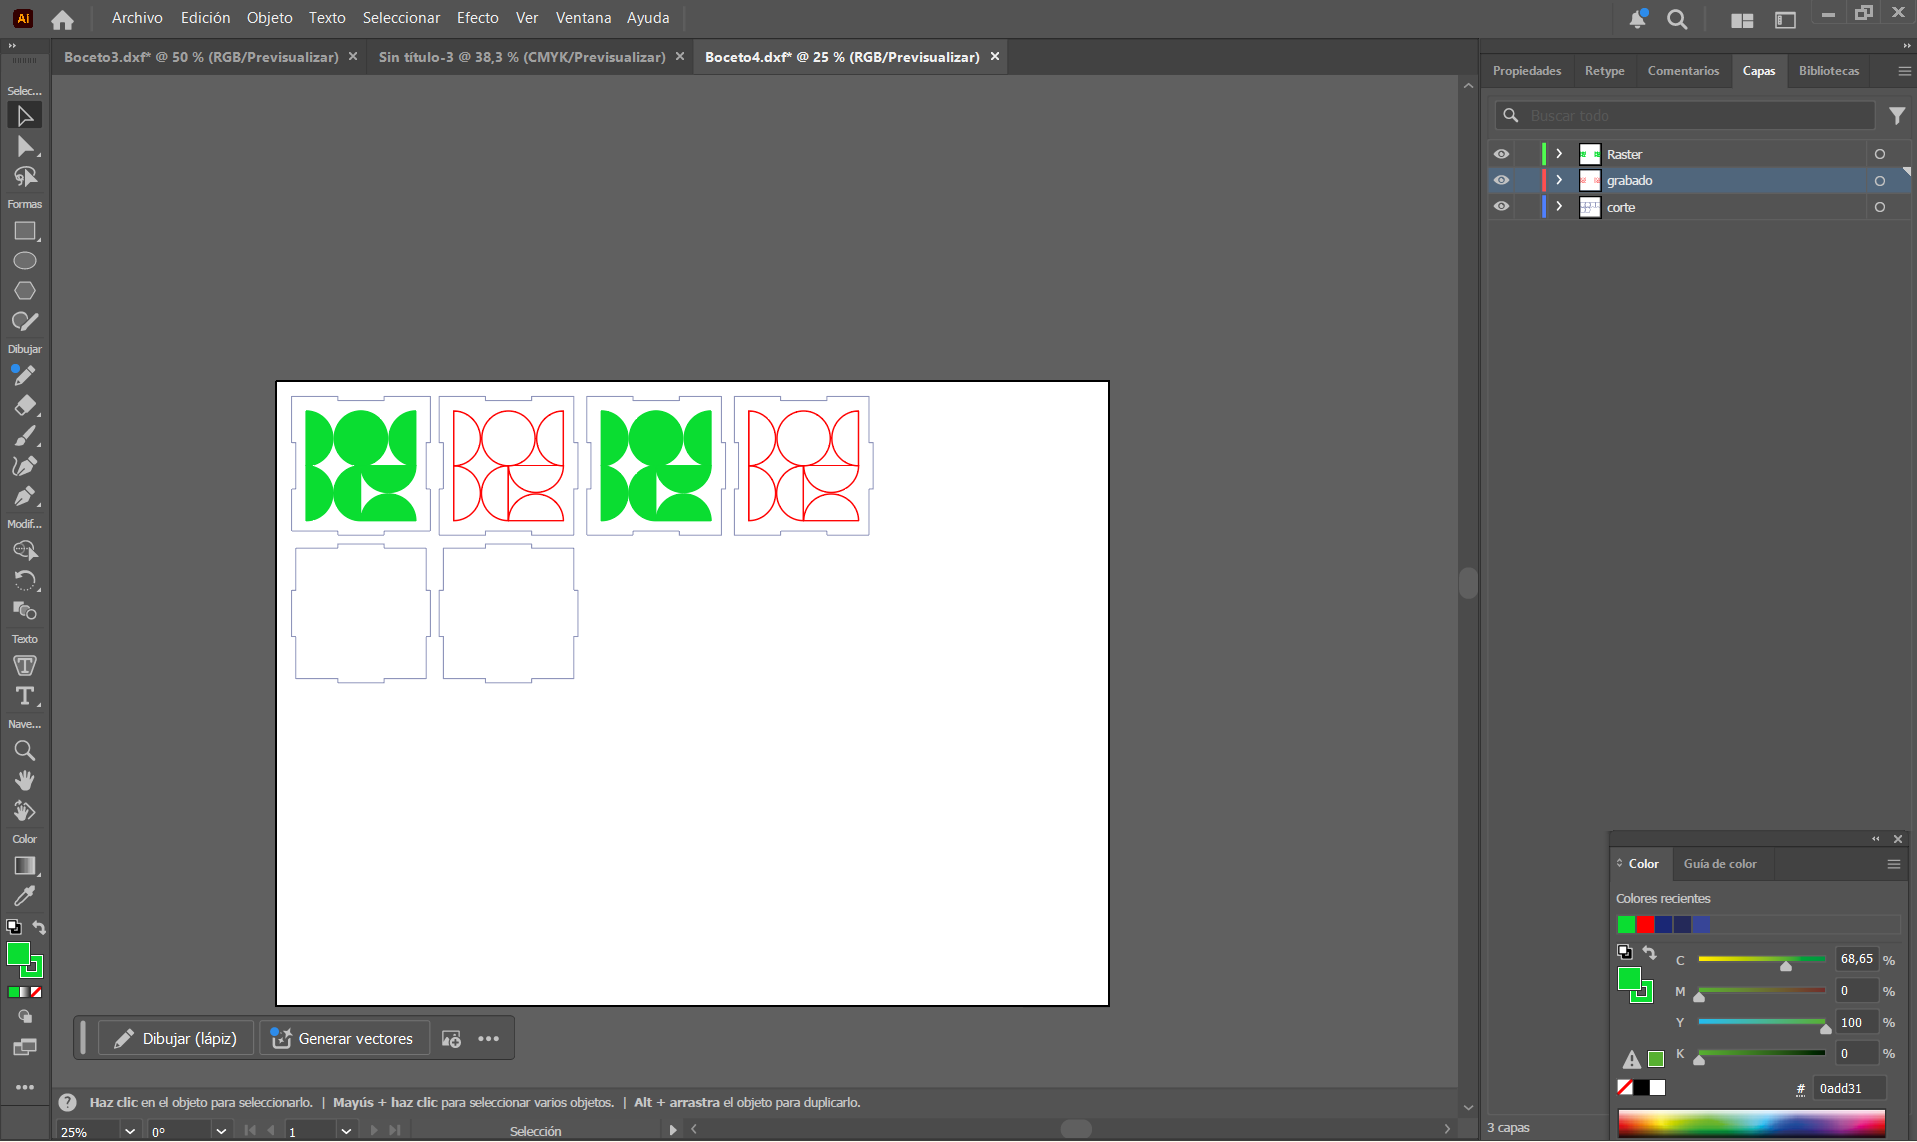 Ai Archivo Edición Objeto Texto Seleccionar Efecto Ver Ventana Ayuda
Boceto3.dxf* @ 50 % (RGB/Previsualizar) × Sin título-3 @ 38,3 % (CMYK/Previsualizar) × Boceto4.dxf* @ 25 % (RGB/Previsualizar) ×
Propiedades Retype Comentarios Capas Bibliotecas
Selec...
Buscar todo
Raster
grabado
corte
Formas
Dibujar
Modif...
Texto
Nave...
Color
Color Guía de color
Colores recientes
C 68,65 %
M 0 %
Y 100 %
K 0 %
# 0add31
Dibujar (lápiz) Generar vectores
Haz clic en el objeto para seleccionarlo. | Mayús + haz clic para seleccionar varios objetos. | Alt + arrastra el objeto para duplicarlo.
25% 0° 1 Selección
3 capas